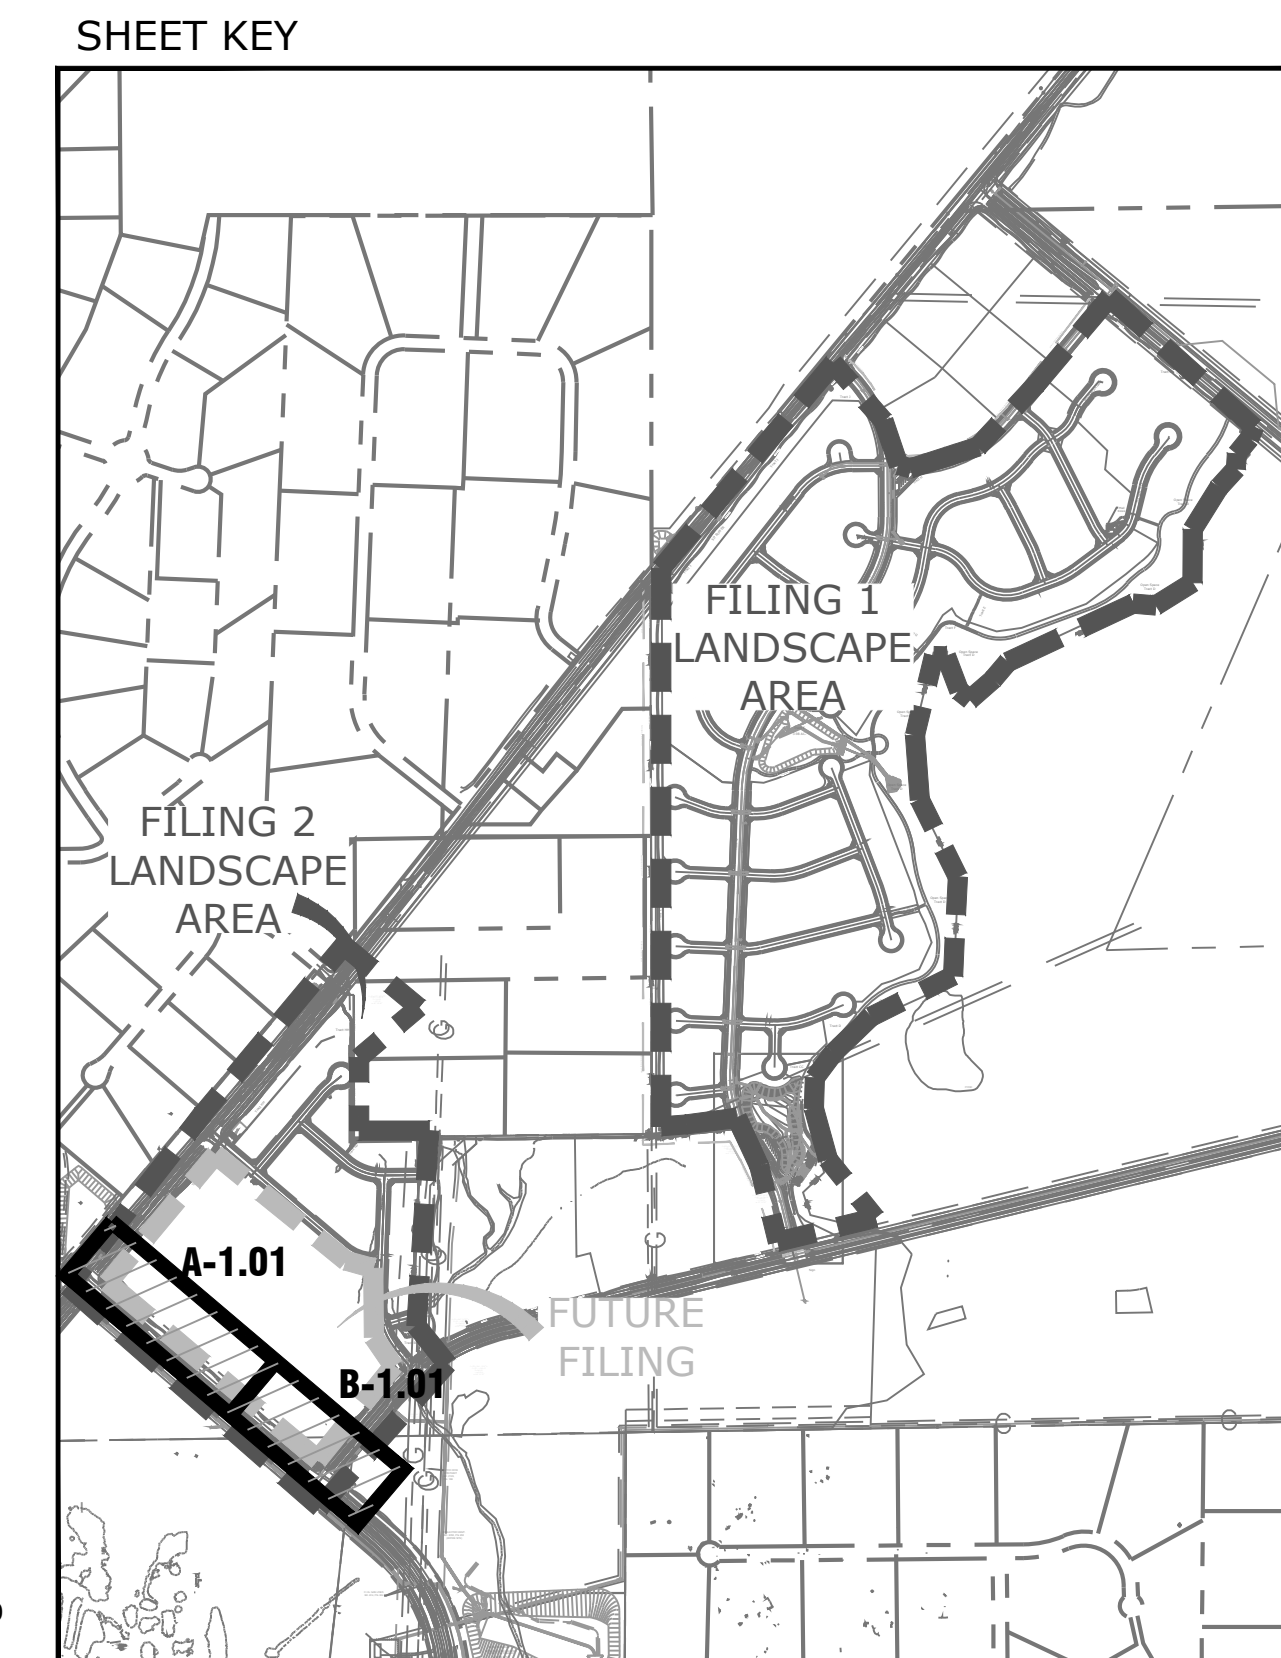 SHEET KEY
FILING 1
LANDSCAPE
AREA
FILING 2
LANDSCAPE
AREA
A-1.01
FUTURE
FILING
B-1.01